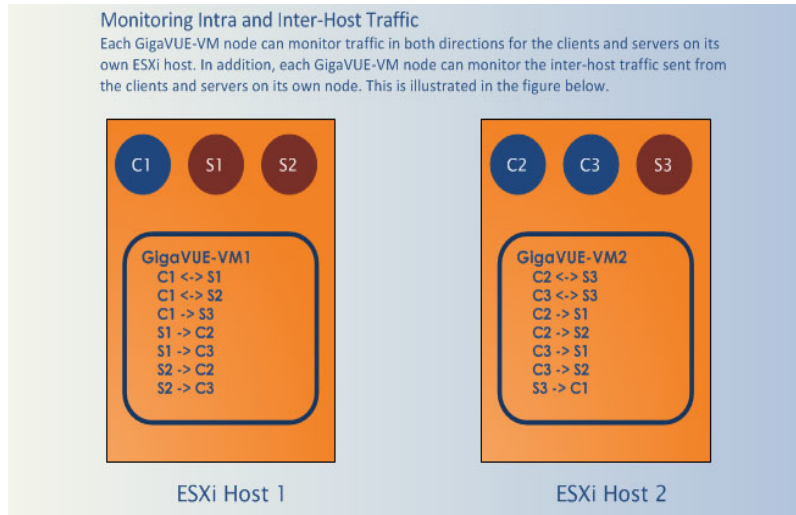 Monitoring Intra and Inter-Host Traffic
Each GigaVUE-VM node can monitor traffic in both directions for the clients and servers on its
own ESXi host. In addition, each GigaVUE-VM node can monitor the inter-host traffic sent from
the clients and servers on its own node. This is illustrated in the figure below.
C1 S1 S2
GigaVUE-VM1
C1 <-> S1
C1 <-> S2
C1 -> S3
S1 -> C2
S1 -> C3
S2 -> C2
S2 -> C3
ESXi Host 1
C2 C3 S3
GigaVUE-VM2
C2 <-> S3
C3 <-> S3
C2 -> S1
C2 -> S2
C3 -> S1
C3 -> S2
S3 -> C1
ESXi Host 2